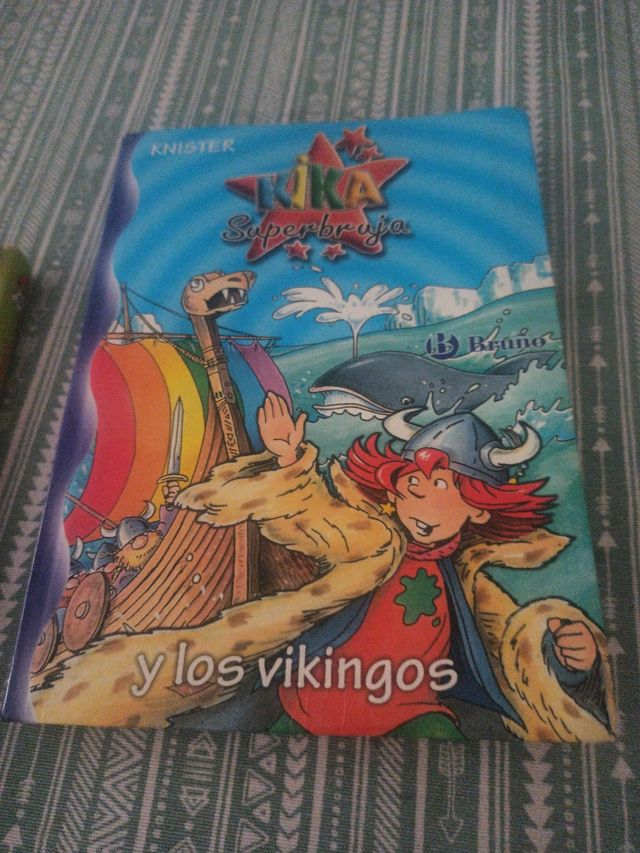 KNISTER
KiKA
Superbruja
B Bruño
y los vikingos